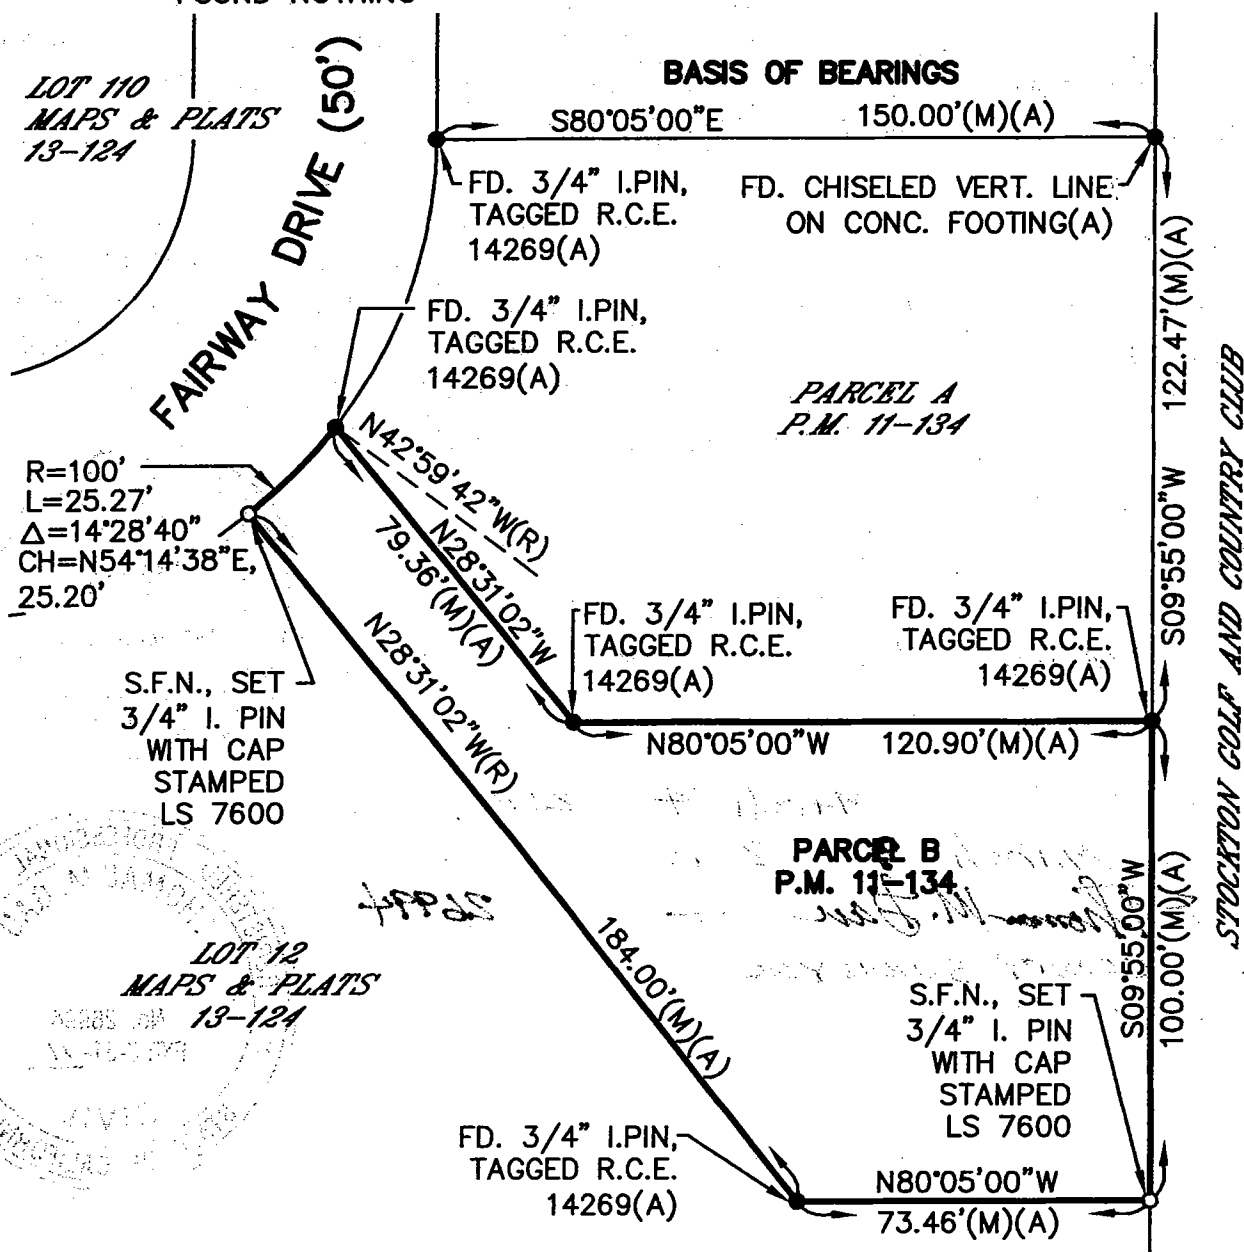 LOT 110
MAPS & PLATS
13-124
FAIRWAY DRIVE (50')
BASIS OF BEARINGS
S80°05'00"E 150.00'(M)(A)
FD. 3/4" I.PIN,
TAGGED R.C.E.
14269(A)
FD. CHISELED VERT. LINE
ON CONC. FOOTING(A)
122.47'(M)(A)
S09°55'00"W
STOCKTON GOLF AND COUNTRY CLUB
FD. 3/4" I.PIN,
TAGGED R.C.E.
14269(A)
PARCEL A
P.M. 11-134
N42°59'42"W(R)
N28°31'02"W
79.36'(M)(A)
R=100'
L=25.27'
Δ=14°28'40"
CH=N54°14'38"E,
25.20'
FD. 3/4" I.PIN,
TAGGED R.C.E.
14269(A)
FD. 3/4" I.PIN,
TAGGED R.C.E.
14269(A)
S.F.N., SET
3/4" I. PIN
WITH CAP
STAMPED
LS 7600
N28°31'02"W(R)
184.00'(M)(A)
N80°05'00"W 120.90'(M)(A)
PARCEL B
P.M. 11-134
S09°55'00"W
100.00'(M)(A)
LOT 12
MAPS & PLATS
13-124
S.F.N., SET
3/4" I. PIN
WITH CAP
STAMPED
LS 7600
FD. 3/4" I.PIN,
TAGGED R.C.E.
14269(A)
N80°05'00"W
73.46'(M)(A)